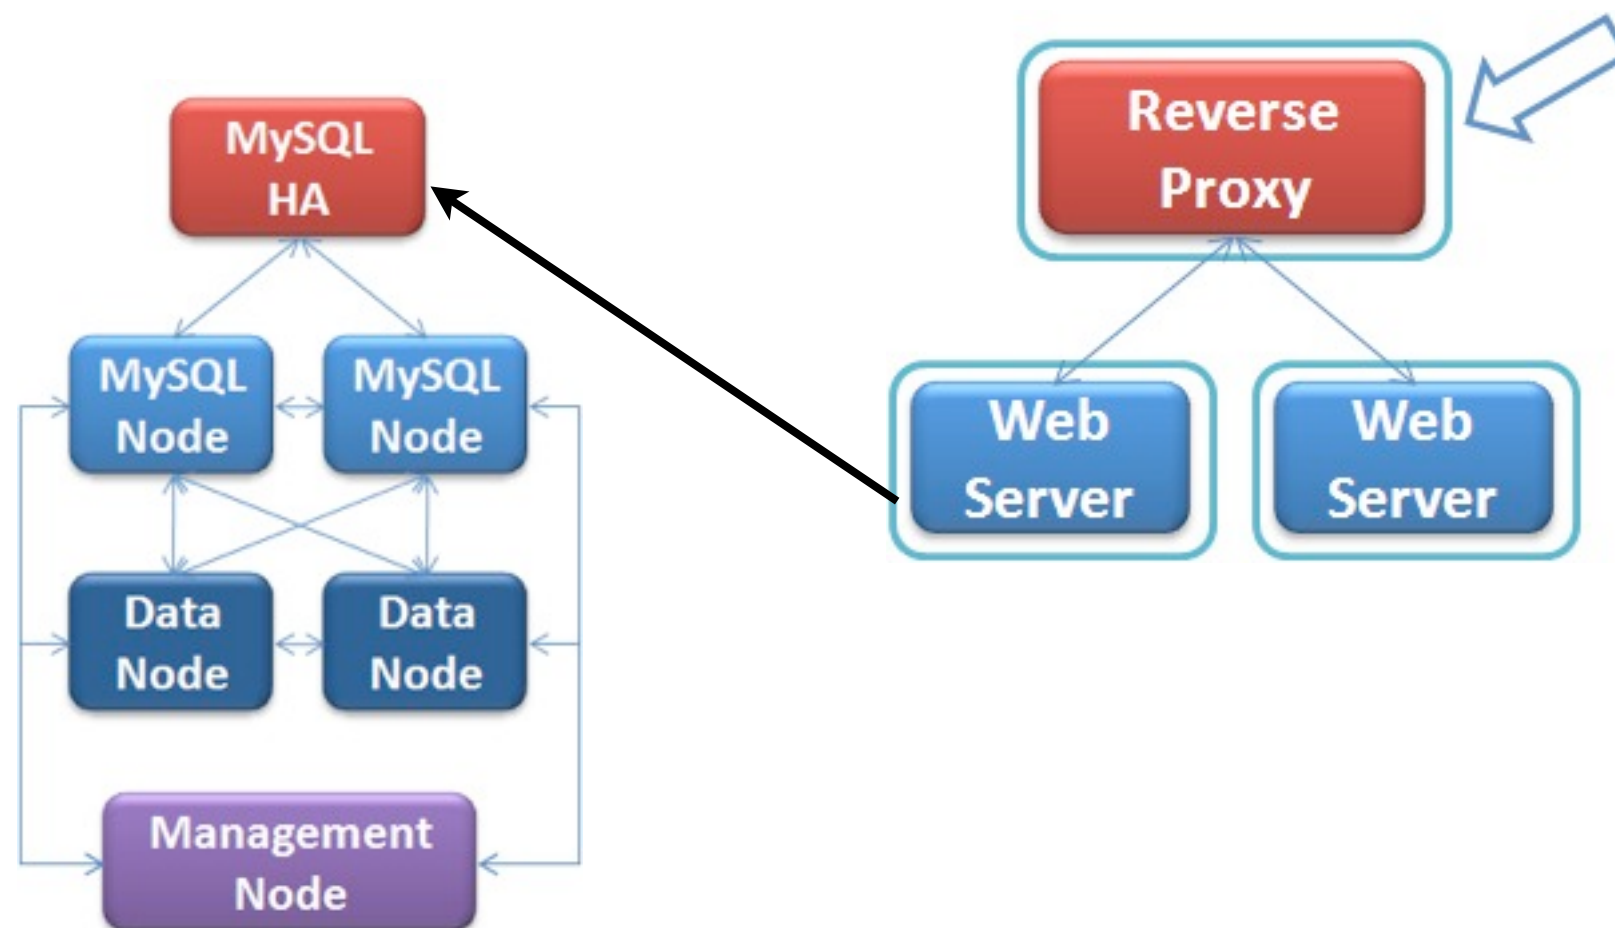 MySQL
HA
Reverse
Proxy
MySQL
Node
MySQL
Node
Web
Server
Web
Server
Data
Node
Data
Node
Management
Node